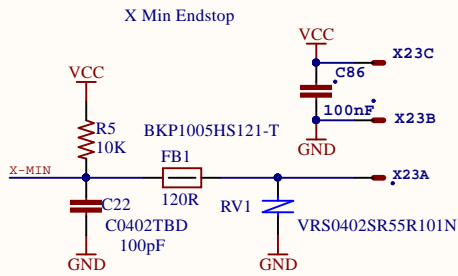 X Min Endstop
VCC
X23C
VCC
C86
100nF
X23B
R5
10K
BKP1005HS121-T
GND
FB1
X-MIN
X23A
120R
C22
C0402TBD
100pF
RV1
VRS0402SR55R101N
GND
GND